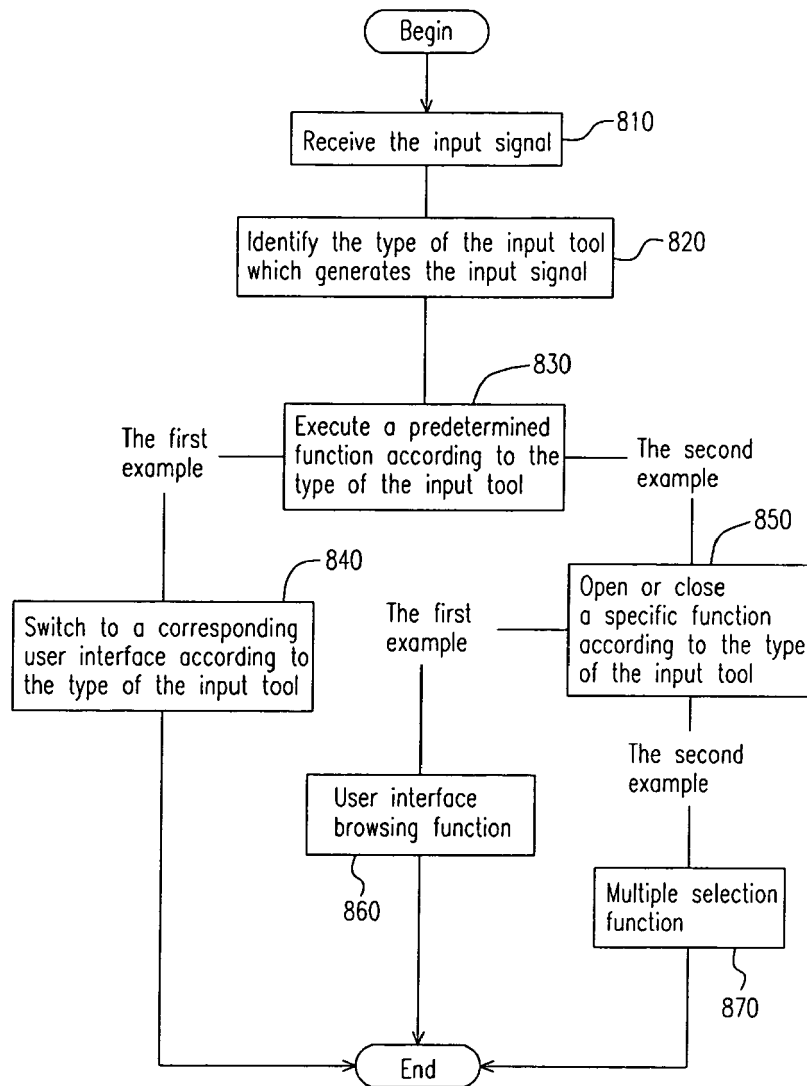 Begin
Receive the input signal
810
Identify the type of the input tool
which generates the input signal
820
830
Execute a predetermined
function according to the
type of the input tool
The first
example
The second
example
840
Switch to a corresponding
user interface according to
the type of the input tool
850
Open or close
a specific function
according to the type
of the input tool
The first
example
The second
example
User interface
browsing function
860
Multiple selection
function
870
End